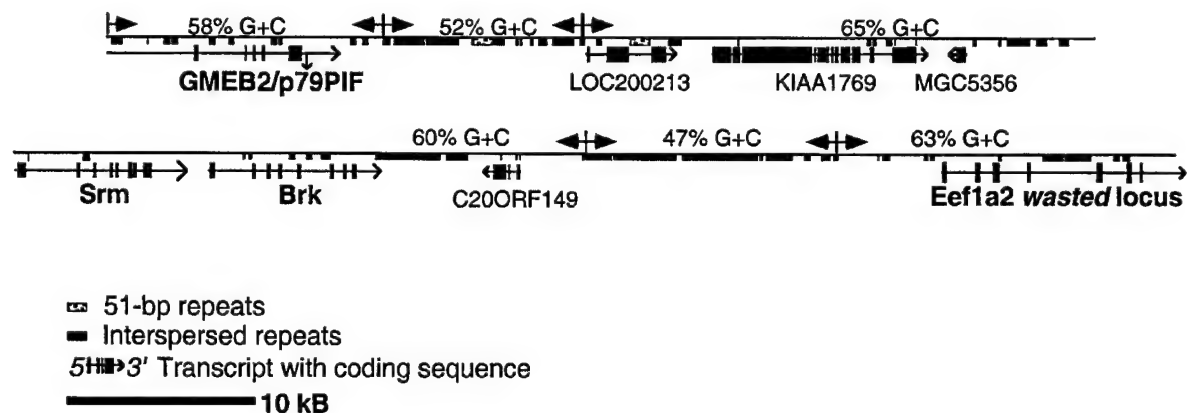 58% G+C 52% G+C 65% G+C
GMEB2/p79PIF LOC200213 KIAA1769 MGC5356
60% G+C 47% G+C 63% G+C
Srm Brk C20ORF149 Eef1a2 wasted locus
51-bp repeats
Interspersed repeats
5' 3' Transcript with coding sequence
10 kB